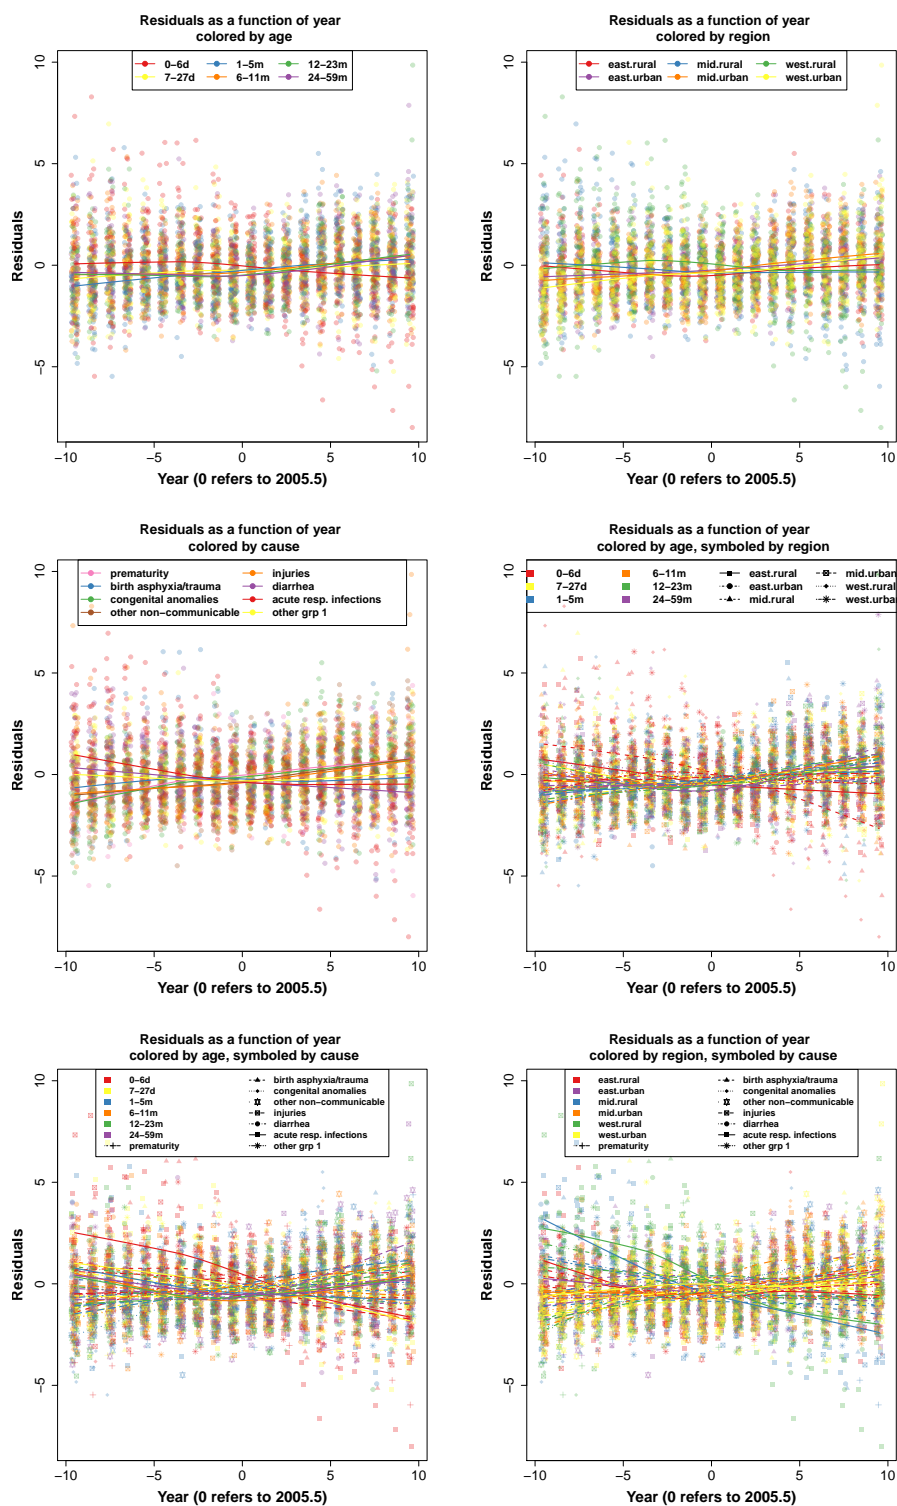 Residuals as a function of year
colored by age
0−6d
1−5m
12−23m
7−27d
6−11m
24−59m
10
5
0
−5
Residuals
−10
−5
0
5
10
Year (0 refers to 2005.5)
Residuals as a function of year
colored by region
east.rural
mid.rural
west.rural
east.urban
mid.urban
west.urban
10
5
0
−5
Residuals
−10
−5
0
5
10
Year (0 refers to 2005.5)
Residuals as a function of year
colored by cause
prematurity
injuries
birth asphyxia/trauma
diarrhea
congenital anomalies
acute resp. infections
other non−communicable
other grp 1
10
5
0
−5
Residuals
−10
−5
0
5
10
Year (0 refers to 2005.5)
Residuals as a function of year
colored by age, symboled by region
0−6d
6−11m
east.rural
mid.urban
7−27d
12−23m
east.urban
west.rural
1−5m
24−59m
mid.rural
west.urban
10
5
0
−5
Residuals
−10
−5
0
5
10
Year (0 refers to 2005.5)
Residuals as a function of year
colored by age, symboled by cause
0−6d
birth asphyxia/trauma
7−27d
congenital anomalies
1−5m
other non−communicable
6−11m
injuries
12−23m
diarrhea
24−59m
acute resp. infections
prematurity
other grp 1
10
5
0
−5
Residuals
−10
−5
0
5
10
Year (0 refers to 2005.5)
Residuals as a function of year
colored by region, symboled by cause
east.rural
birth asphyxia/trauma
east.urban
congenital anomalies
mid.rural
other non−communicable
mid.urban
injuries
west.rural
diarrhea
west.urban
acute resp. infections
prematurity
other grp 1
10
5
0
−5
Residuals
−10
−5
0
5
10
Year (0 refers to 2005.5)